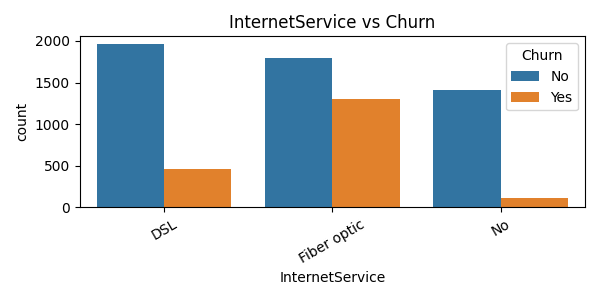 InternetService vs Churn
Churn
No
Yes
count
2000
1500
1000
500
0
DSL
Fiber optic
No
InternetService